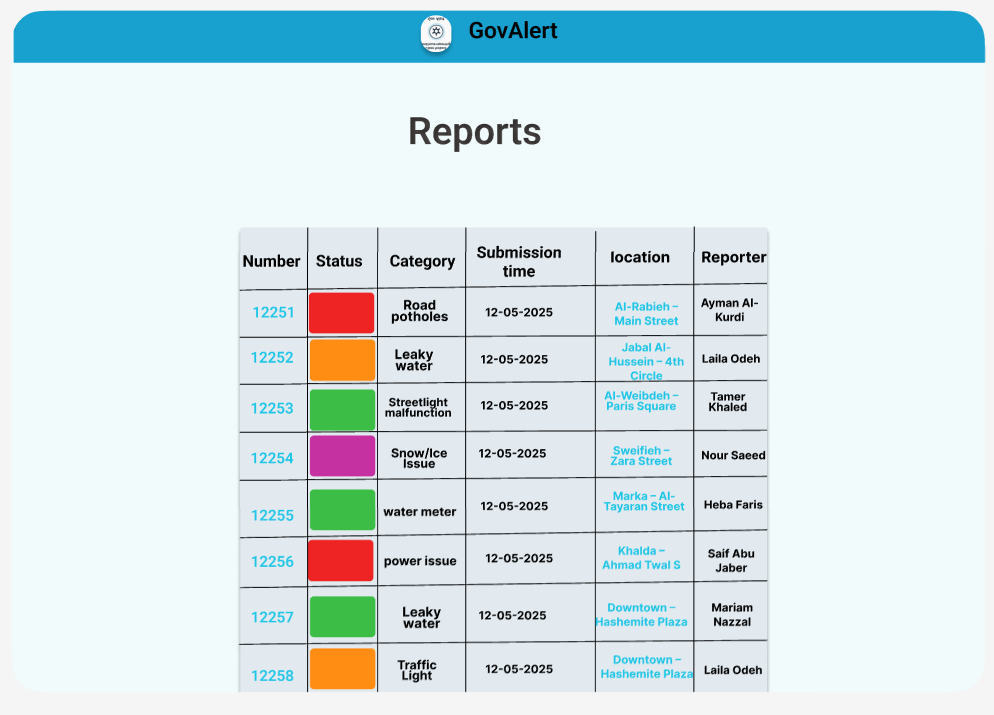 GovAlert
Reports
Number Status Category Submission time location Reporter
12251 Road potholes 12-05-2025 Al-Rabieh – Main Street Ayman Al-Kurdi
12252 Leaky water 12-05-2025 Jabal Al-Hussein – 4th Circle Laila Odeh
12253 Streetlight malfunction 12-05-2025 Al-Weibdeh – Paris Square Tamer Khaled
12254 Snow/Ice Issue 12-05-2025 Sweifieh – Zara Street Nour Saeed
12255 water meter 12-05-2025 Marka – Al-Tayaran Street Heba Faris
12256 power issue 12-05-2025 Khalda – Ahmad Twal S Saif Abu Jaber
12257 Leaky water 12-05-2025 Downtown – Hashemite Plaza Mariam Nazzal
12258 Traffic Light 12-05-2025 Downtown – Hashemite Plaza Laila Odeh